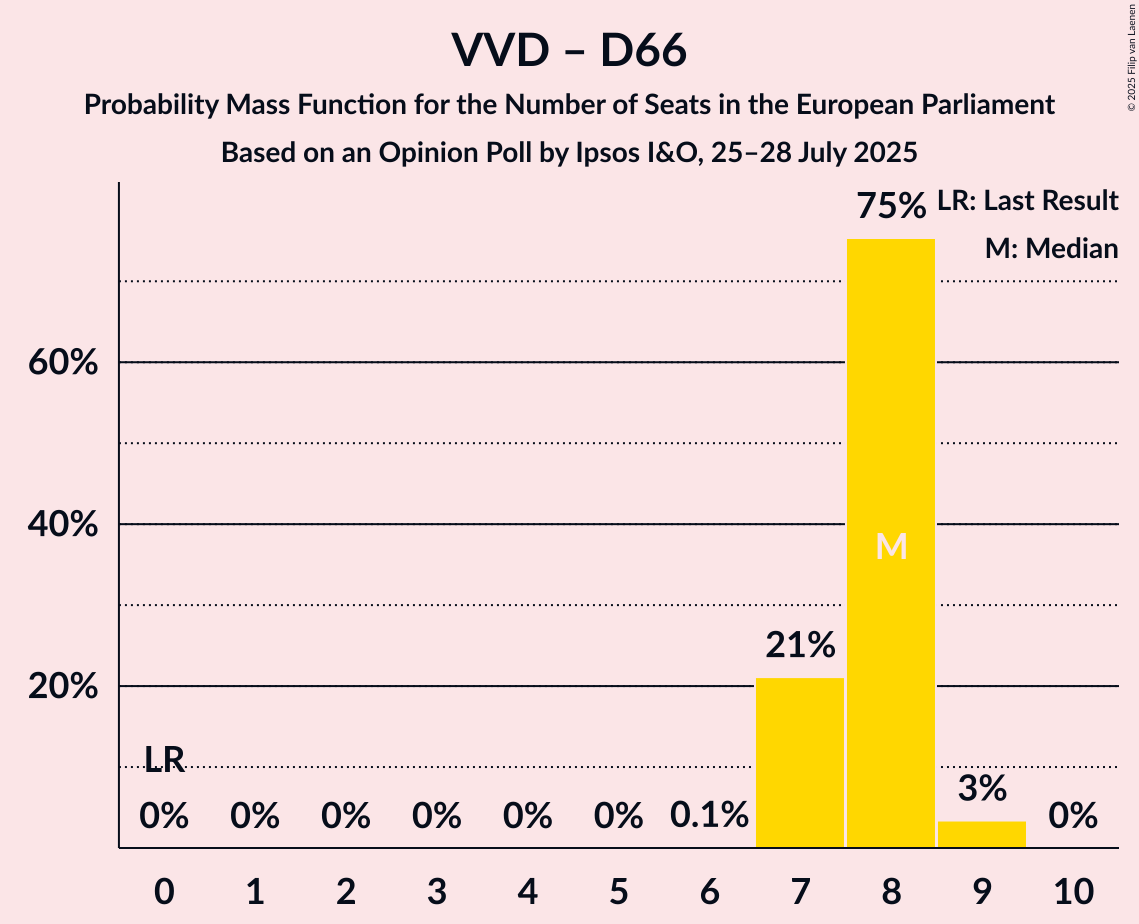 VVD – D66
Probability Mass Function for the Number of Seats in the European Parliament
Based on an Opinion Poll by Ipsos I&O, 25–28 July 2025
© 2025 Filip van Laenen
75%
LR: Last Result
M: Median
60%
40%
M
21%
20%
LR
3%
0% 0% 0% 0% 0% 0% 0.1% 0%
0 1 2 3 4 5 6 7 8 9 10